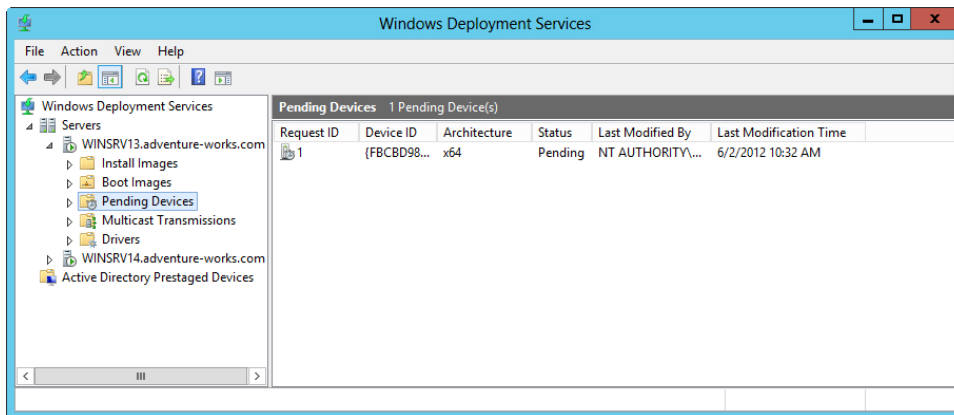 Windows Deployment Services
File Action View Help
Windows Deployment Services
Servers
WINSRV13.adventure-works.com
Install Images
Boot Images
Pending Devices
Multicast Transmissions
Drivers
WINSRV14.adventure-works.com
Active Directory Prestaged Devices
Pending Devices 1 Pending Device(s)
Request ID Device ID Architecture Status Last Modified By Last Modification Time
1 {FBCBD98... x64 Pending NT AUTHORITY\... 6/2/2012 10:32 AM